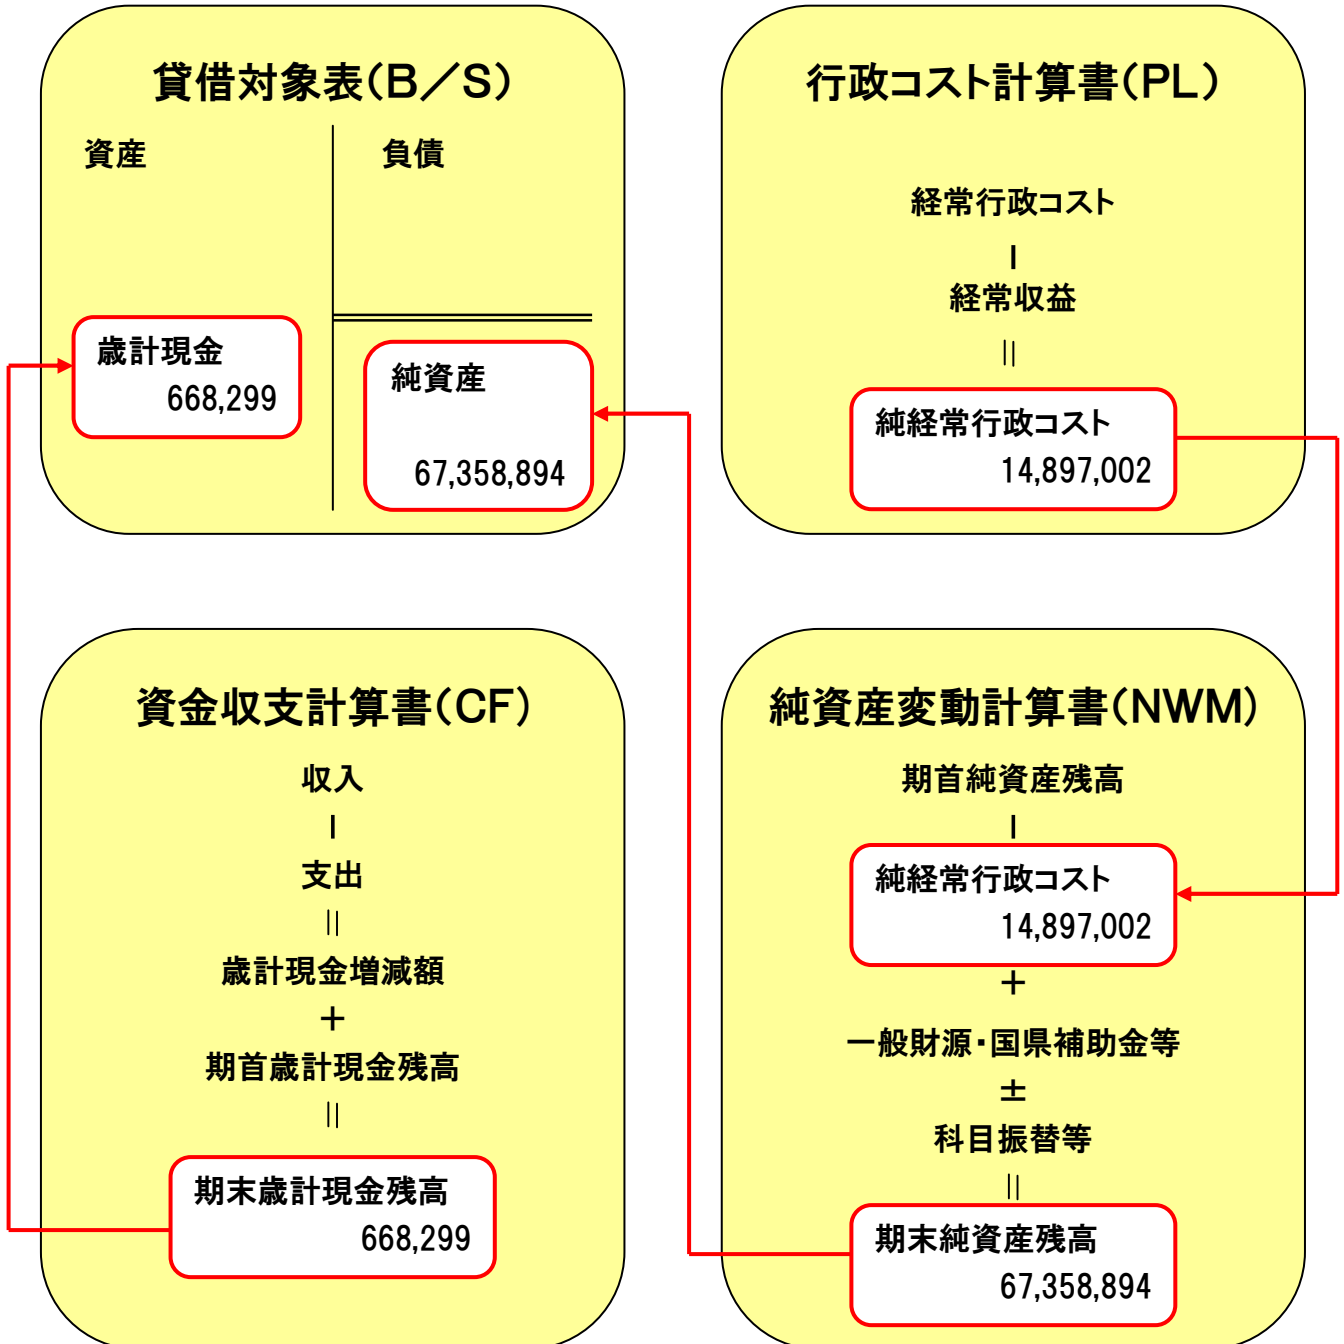 貸借対象表(B／S)
資産
負債
歳計現金
668,299
純資産
67,358,894
行政コスト計算書(PL)
経常行政コスト
－
経常収益
＝
純経常行政コスト
14,897,002
資金収支計算書(CF)
収入
－
支出
＝
歳計現金増減額
＋
期首歳計現金残高
＝
期末歳計現金残高
668,299
純資産変動計算書(NWM)
期首純資産残高
－
純経常行政コスト
14,897,002
＋
一般財源・国県補助金等
±
科目振替等
＝
期末純資産残高
67,358,894